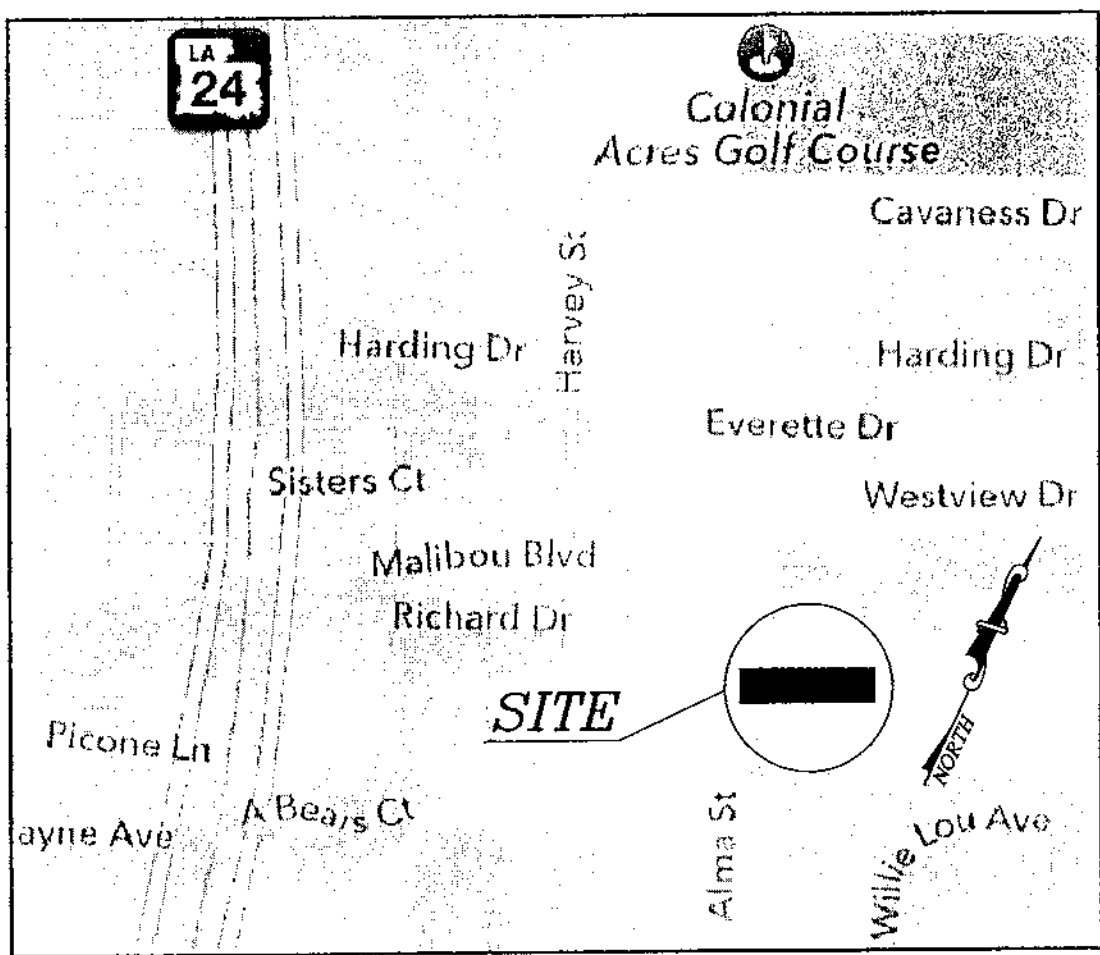 LA
24
Colonial
Acres Golf Course
Cavaness Dr
Harvey St
Harding Dr
Harding Dr
Everette Dr
Sisters Ct
Westview Dr
Malibou Blvd
Richard Dr
SITE
NORTH
Picone Ln
A'Bears Ct
ayne Ave
Alma St
Willie Lou Ave